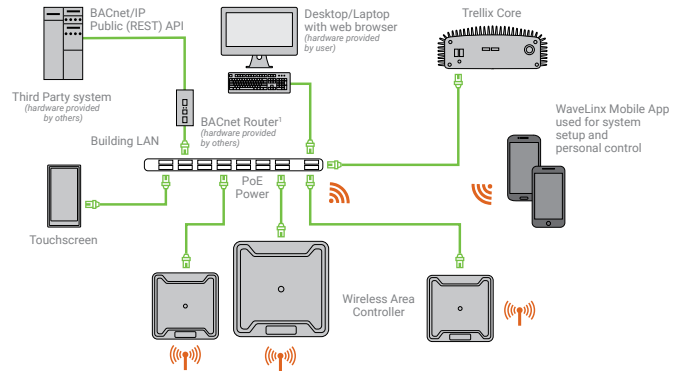 BACnet/IP
Public (REST) API
Desktop/Laptop
with web browser
(hardware provided
by user)
Trellix Core
Third Party system
(hardware provided
by others)
BACnet Router¹
(hardware provided
by others)
Building LAN
WaveLinx Mobile App
used for system
setup and
personal control
PoE
Power
Touchscreen
Wireless Area
Controller